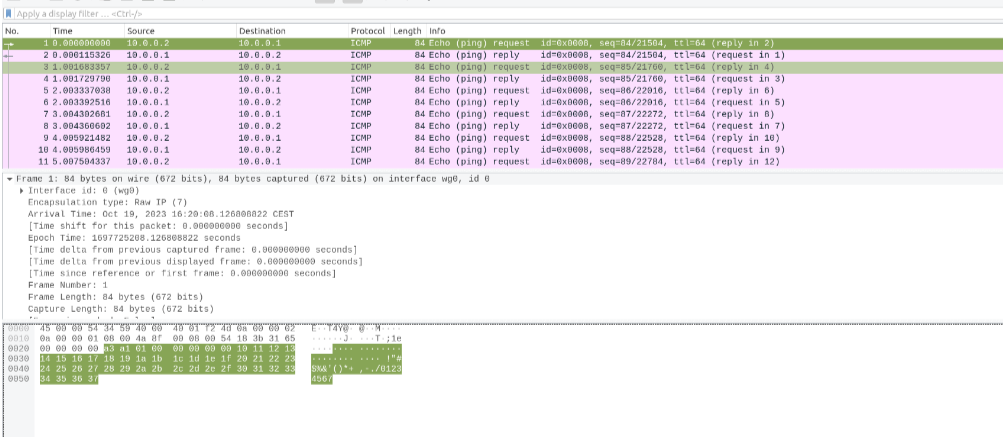 Apply a display filter ... <Ctrl-/>
No. Time Source Destination Protocol Length Info
1 0.000000000 10.0.0.2 10.0.0.1 ICMP 84 Echo (ping) request id=0x0008, seq=84/21504, ttl=64 (reply in 2)
2 0.000115326 10.0.0.1 10.0.0.2 ICMP 84 Echo (ping) reply id=0x0008, seq=84/21504, ttl=64 (request in 1)
3 1.001683357 10.0.0.2 10.0.0.1 ICMP 84 Echo (ping) request id=0x0008, seq=85/21760, ttl=64 (reply in 4)
4 1.001729790 10.0.0.1 10.0.0.2 ICMP 84 Echo (ping) reply id=0x0008, seq=85/21760, ttl=64 (request in 3)
5 2.003337038 10.0.0.2 10.0.0.1 ICMP 84 Echo (ping) request id=0x0008, seq=86/22016, ttl=64 (reply in 6)
6 2.003392516 10.0.0.1 10.0.0.2 ICMP 84 Echo (ping) reply id=0x0008, seq=86/22016, ttl=64 (request in 5)
7 3.004302681 10.0.0.2 10.0.0.1 ICMP 84 Echo (ping) request id=0x0008, seq=87/22272, ttl=64 (reply in 8)
8 3.004360602 10.0.0.1 10.0.0.2 ICMP 84 Echo (ping) reply id=0x0008, seq=87/22272, ttl=64 (request in 7)
9 4.005921482 10.0.0.2 10.0.0.1 ICMP 84 Echo (ping) request id=0x0008, seq=88/22528, ttl=64 (reply in 10)
10 4.005986459 10.0.0.1 10.0.0.2 ICMP 84 Echo (ping) reply id=0x0008, seq=88/22528, ttl=64 (request in 9)
11 5.007504337 10.0.0.2 10.0.0.1 ICMP 84 Echo (ping) request id=0x0008, seq=89/22784, ttl=64 (reply in 12)
Frame 1: 84 bytes on wire (672 bits), 84 bytes captured (672 bits) on interface wg0, id 0
Interface id: 0 (wg0)
Encapsulation type: Raw IP (7)
Arrival Time: Oct 19, 2023 16:20:08.126808822 CEST
[Time shift for this packet: 0.000000000 seconds]
Epoch Time: 1697725208.126808822 seconds
[Time delta from previous captured frame: 0.000000000 seconds]
[Time delta from previous displayed frame: 0.000000000 seconds]
[Time since reference or first frame: 0.000000000 seconds]
Frame Number: 1
Frame Length: 84 bytes (672 bits)
Capture Length: 84 bytes (672 bits)
0000 45 00 00 54 34 59 40 00 40 01 f2 4d 0a 00 00 02 E··T4Y@· @··M····
0010 0a 00 00 01 08 00 4a 8f 00 08 00 54 18 3b 31 65 ······J· ···T·;1e
0020 00 00 00 00 a3 a1 01 00 00 00 00 00 10 11 12 13 ········ ········
0030 14 15 16 17 18 19 1a 1b 1c 1d 1e 1f 20 21 22 23 ········ ···· !"#
0040 24 25 26 27 28 29 2a 2b 2c 2d 2e 2f 30 31 32 33 $%&'()*+ ,-./0123
0050 34 35 36 37 4567